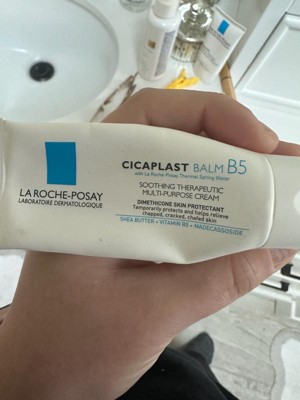 CICAPLAST BALM B5
with La Roche-Posay Thermal Spring Water
SOOTHING THERAPEUTIC
MULTI-PURPOSE CREAM
DIMETHICONE SKIN PROTECTANT
Temporarily protects and helps relieve
chapped, cracked, chafed skin
SHEA BUTTER + VITAMIN B5 + MADECASSOSIDE
LA ROCHE-POSAY
LABORATOIRE DERMATOLOGIQUE